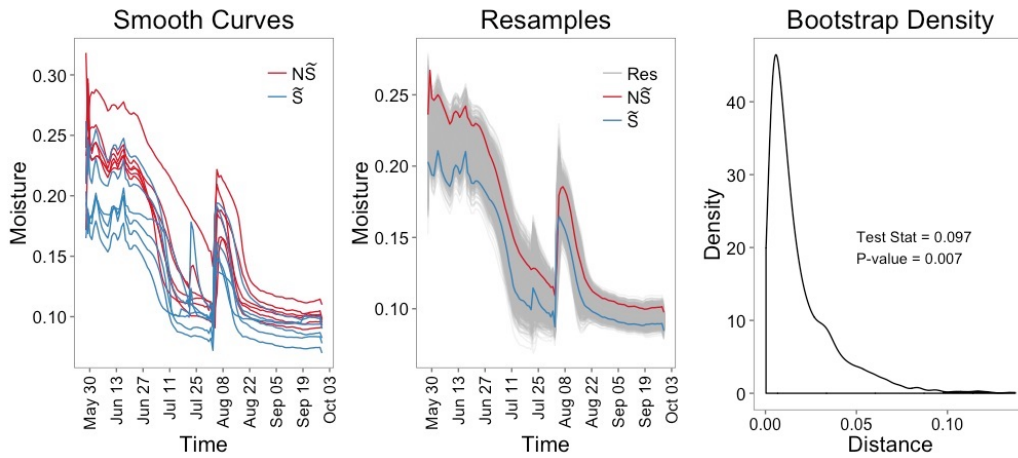 Smooth Curves
Moisture
0.30
0.25
0.20
0.15
0.10
NS̃
S̃
May 30
Jun 13
Jun 27
Jul 11
Jul 25
Aug 08
Aug 22
Sep 05
Sep 19
Oct 03
Time
Resamples
Moisture
0.25
0.20
0.15
0.10
Res
NS̃
S̃
May 30
Jun 13
Jun 27
Jul 11
Jul 25
Aug 08
Aug 22
Sep 05
Sep 19
Oct 03
Time
Bootstrap Density
Density
40
30
20
10
0
Test Stat = 0.097
P-value = 0.007
0.00
0.05
0.10
Distance